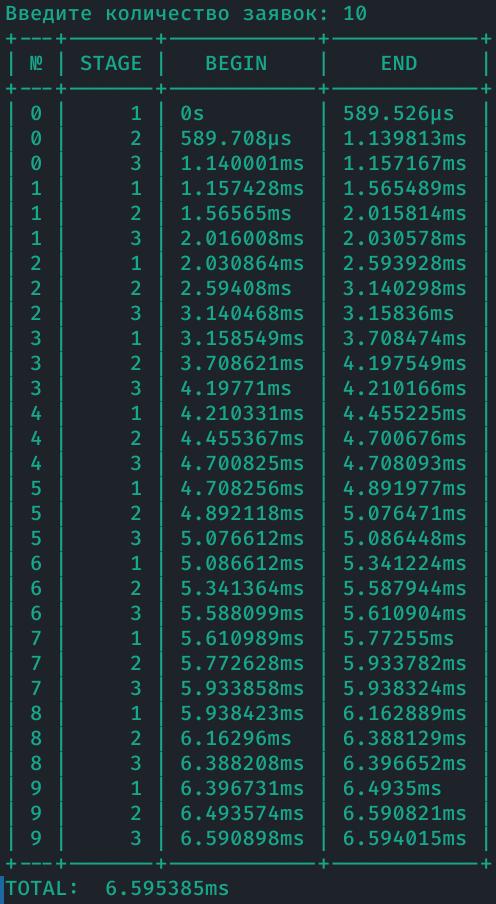 Введите количество заявок: 10
+---+-------+------------+------------+
| № | STAGE | BEGIN | END |
+---+-------+------------+------------+
| 0 | 1 | 0s | 589.526µs |
| 0 | 2 | 589.708µs | 1.139813ms |
| 0 | 3 | 1.140001ms | 1.157167ms |
| 1 | 1 | 1.157428ms | 1.565489ms |
| 1 | 2 | 1.56565ms | 2.015814ms |
| 1 | 3 | 2.016008ms | 2.030578ms |
| 2 | 1 | 2.030864ms | 2.593928ms |
| 2 | 2 | 2.59408ms | 3.140298ms |
| 2 | 3 | 3.140468ms | 3.15836ms |
| 3 | 1 | 3.158549ms | 3.708474ms |
| 3 | 2 | 3.708621ms | 4.197549ms |
| 3 | 3 | 4.19771ms | 4.210166ms |
| 4 | 1 | 4.210331ms | 4.455225ms |
| 4 | 2 | 4.455367ms | 4.700676ms |
| 4 | 3 | 4.700825ms | 4.708093ms |
| 5 | 1 | 4.708256ms | 4.891977ms |
| 5 | 2 | 4.892118ms | 5.076471ms |
| 5 | 3 | 5.076612ms | 5.086448ms |
| 6 | 1 | 5.086612ms | 5.341224ms |
| 6 | 2 | 5.341364ms | 5.587944ms |
| 6 | 3 | 5.588099ms | 5.610904ms |
| 7 | 1 | 5.610989ms | 5.77255ms |
| 7 | 2 | 5.772628ms | 5.933782ms |
| 7 | 3 | 5.933858ms | 5.938324ms |
| 8 | 1 | 5.938423ms | 6.162889ms |
| 8 | 2 | 6.16296ms | 6.388129ms |
| 8 | 3 | 6.388208ms | 6.396652ms |
| 9 | 1 | 6.396731ms | 6.4935ms |
| 9 | 2 | 6.493574ms | 6.590821ms |
| 9 | 3 | 6.590898ms | 6.594015ms |
+---+-------+------------+------------+
TOTAL: 6.595385ms